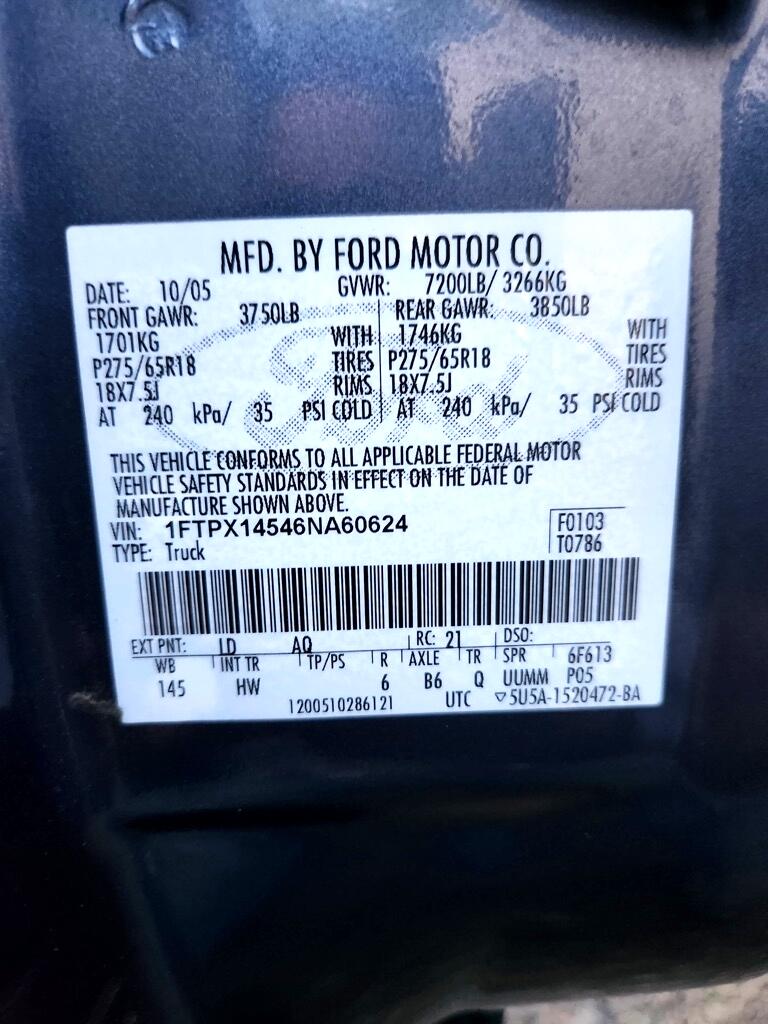 MFD. BY FORD MOTOR CO.
DATE: 10/05 GVWR: 7200LB/ 3266KG
FRONT GAWR: 3750LB REAR GAWR: 3850LB
1701KG WITH 1746KG WITH
P275/65R18 TIRES P275/65R18 TIRES
18X7.5J RIMS 18X7.5J RIMS
AT 240 kPa/ 35 PSI COLD AT 240 kPa/ 35 PSI COLD
Ford
THIS VEHICLE CONFORMS TO ALL APPLICABLE FEDERAL MOTOR
VEHICLE SAFETY STANDARDS IN EFFECT ON THE DATE OF
MANUFACTURE SHOWN ABOVE.
VIN: 1FTPX14546NA60624 F0103
TYPE: Truck T0786
EXT PNT: LD AQ RC: 21 DSO:
WB INT TR TP/PS R AXLE TR SPR 6F613
145 HW 6 B6 Q UUMM P05
1200510286121 UTC ▽5U5A-1520472-BA